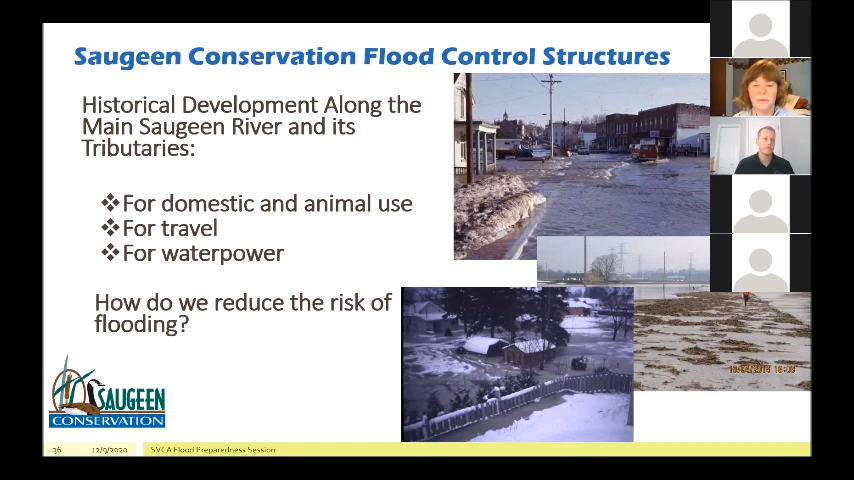 Saugeen Conservation Flood Control Structures
Historical Development Along the
Main Saugeen River and its
Tributaries:
❖For domestic and animal use
❖For travel
❖For waterpower
How do we reduce the risk of
flooding?
SAUGEEN
CONSERVATION
36 12/9/2020 SVCA Flood Preparedness Session